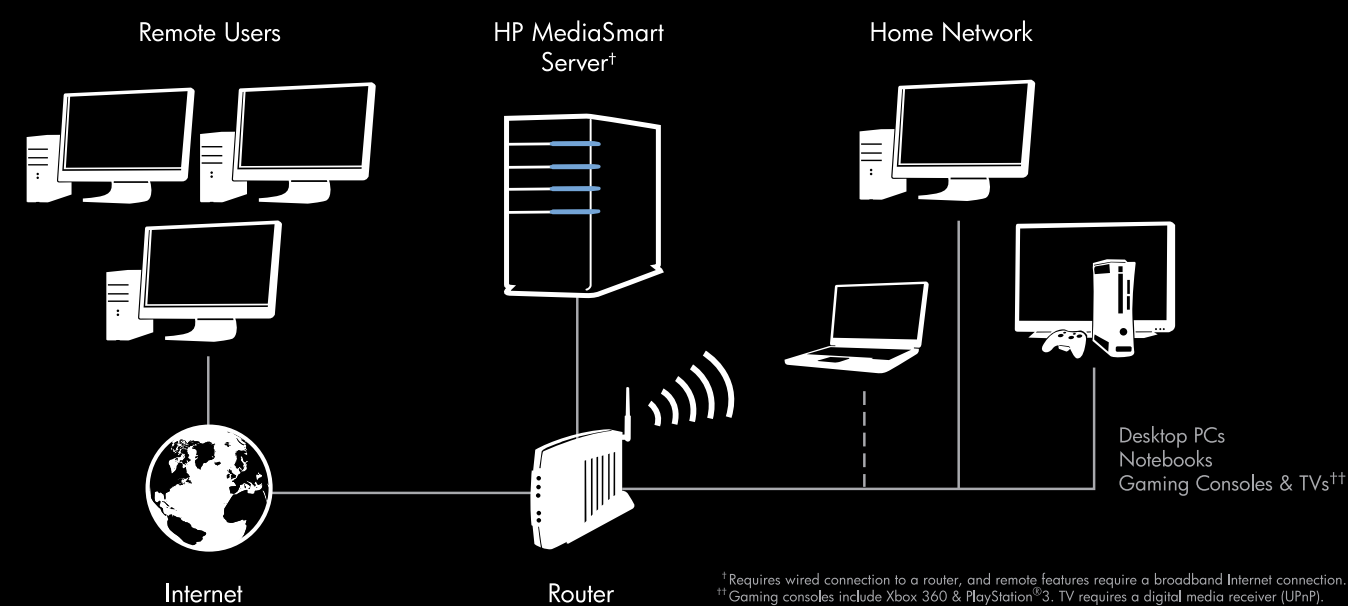 Remote Users
HP MediaSmart
Server†
Home Network
Desktop PCs
Notebooks
Gaming Consoles & TVs††
Internet
Router
†Requires wired connection to a router, and remote features require a broadband Internet connection.
††Gaming consoles include Xbox 360 & PlayStation®3. TV requires a digital media receiver (UPnP).